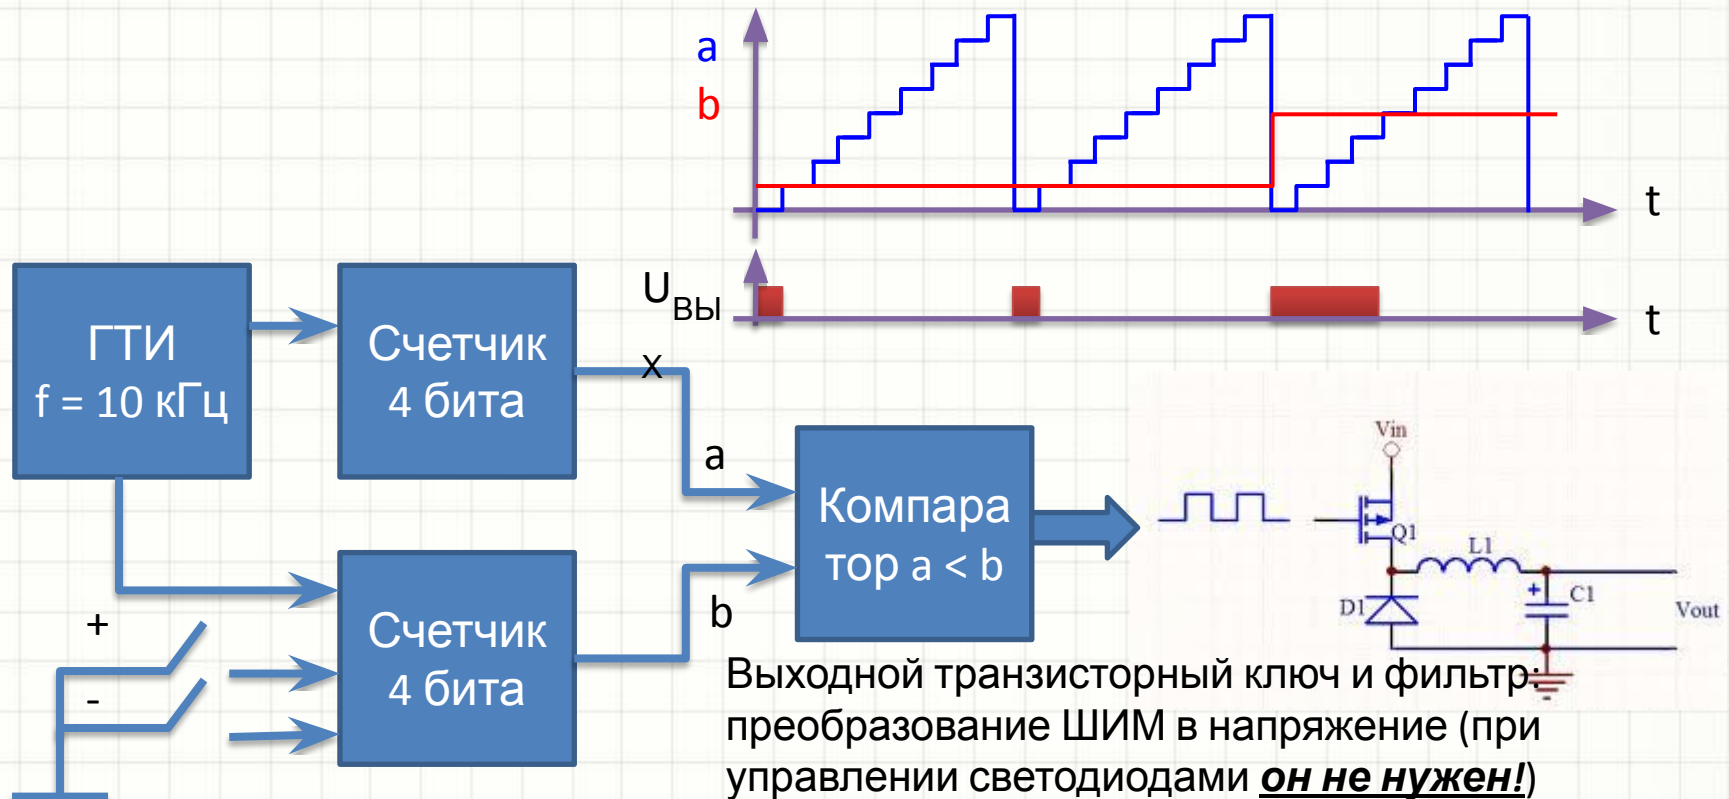 a
b
t
U ВЫ
Х
t
ГТИ
f = 10 кГц
Счетчик
4 бита
a
Компара
тор a < b
b
Счетчик
4 бита
+
-
Vin
Q1
L1
D1
+
C1
Vout
Выходной транзисторный ключ и фильтр:
преобразование ШИМ в напряжение (при
управлении светодиодами он не нужен!)